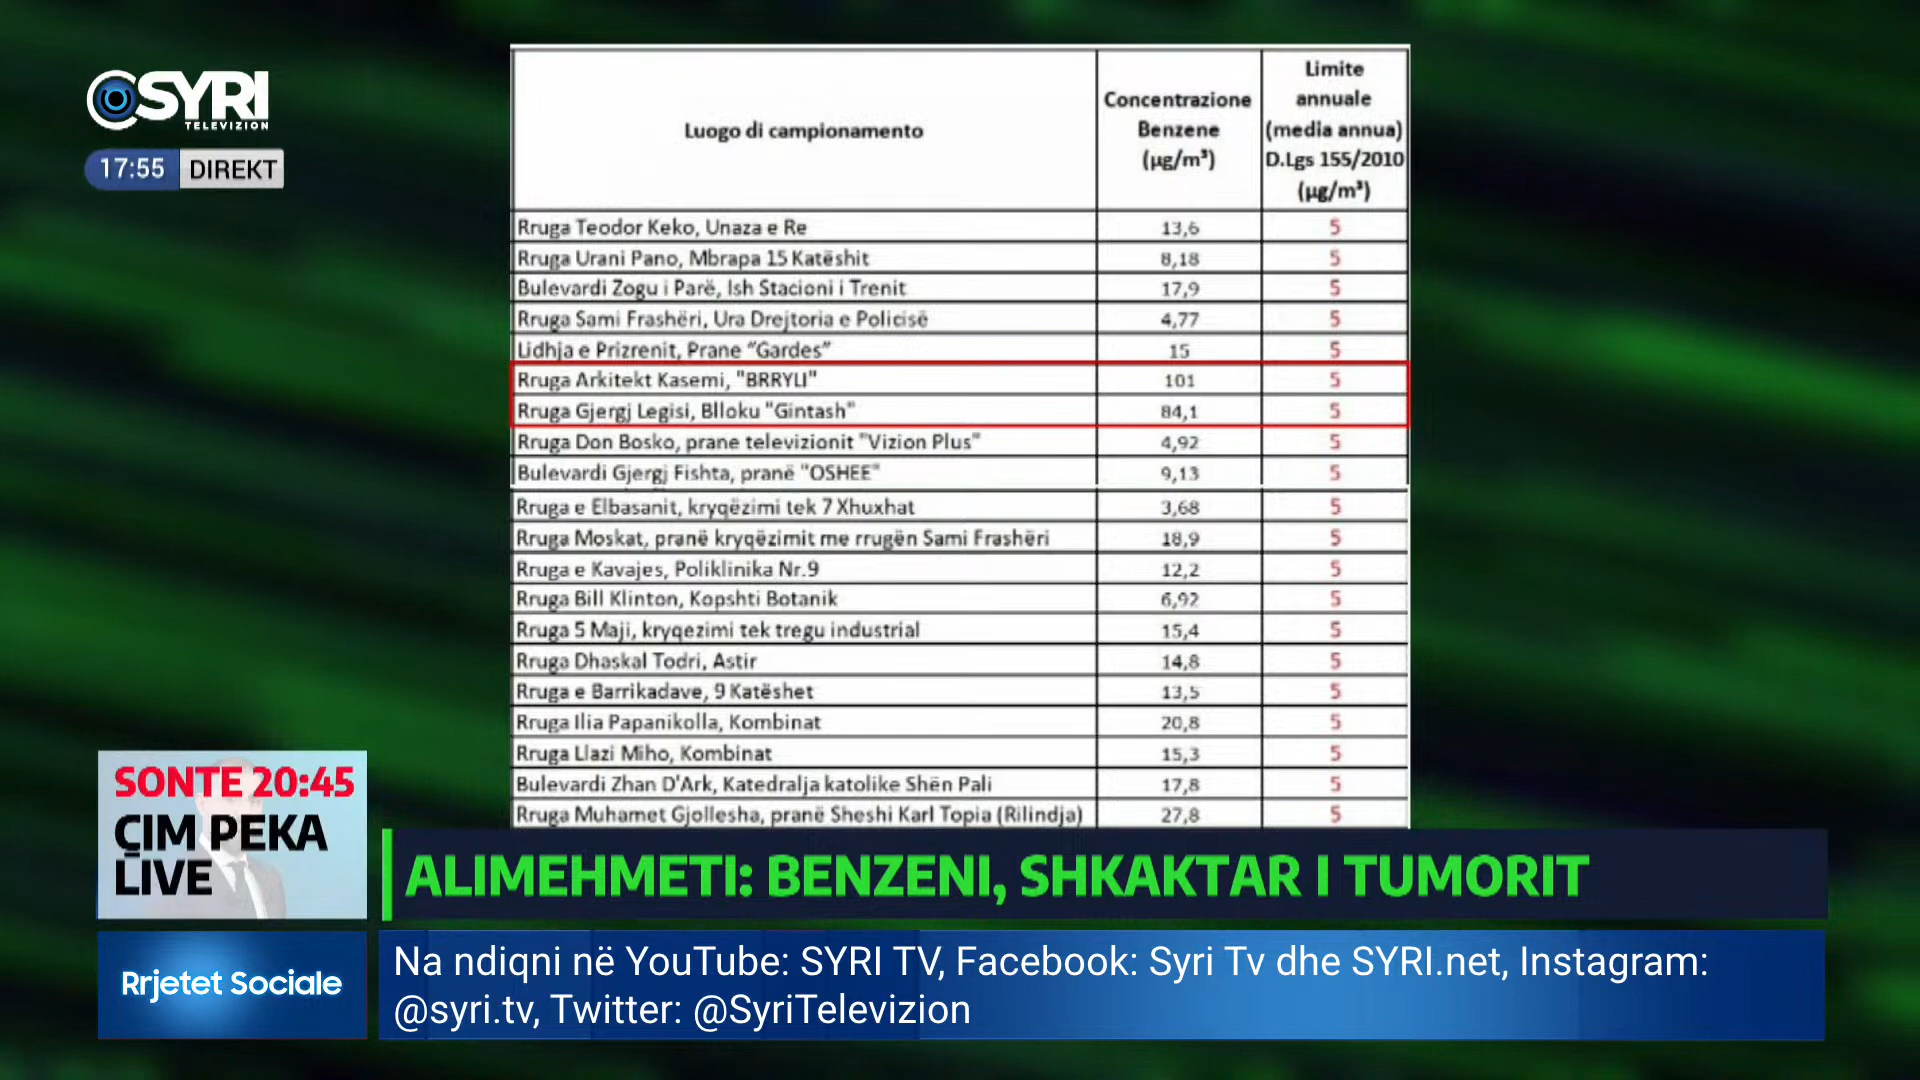 SYRI
TELEVIZION
17:55 DIREKT
Luogo di campionamento
Concentrazione
Benzene
(µg/m³)
Limite
annuale
(media annua)
D.Lgs 155/2010
(µg/m³)
Rruga Teodor Keko, Unaza e Re 13,6 5
Rruga Urani Pano, Mbrapa 15 Katëshit 8,18 5
Bulevardi Zogu i Parë, Ish Stacioni i Trenit 17,9 5
Rruga Sami Frashëri, Ura Drejtoria e Policisë 4,77 5
Lidhja e Prizrenit, Prane “Gardes” 15 5
Rruga Arkitekt Kasemi, "BRRYLI" 101 5
Rruga Gjergj Legisi, Blloku "Gintash" 84,1 5
Rruga Don Bosko, prane televizionit "Vizion Plus" 4,92 5
Bulevardi Gjergj Fishta, pranë "OSHEE" 9,13 5
Rruga e Elbasanit, kryqëzimi tek 7 Xhuxhat 3,68 5
Rruga Moskat, pranë kryqëzimit me rrugën Sami Frashëri 18,9 5
Rruga e Kavajes, Poliklinika Nr.9 12,2 5
Rruga Bill Klinton, Kopshti Botanik 6,92 5
Rruga 5 Maji, kryqezimi tek tregu industrial 15,4 5
Rruga Dhaskal Todri, Astir 14,8 5
Rruga e Barrikadave, 9 Katëshet 13,5 5
Rruga Ilia Papanikolla, Kombinat 20,8 5
Rruga Llazi Miho, Kombinat 15,3 5
Bulevardi Zhan D'Ark, Katedralja katolike Shën Pali 17,8 5
Rruga Muhamet Gjollesha, pranë Sheshi Karl Topia (Rilindja) 27,8 5
SONTE 20:45
ÇIM PEKA
LIVE
ALIMEHMETI: BENZENI, SHKAKTAR I TUMORIT
Rrjetet Sociale
Na ndiqni në YouTube: SYRI TV, Facebook: Syri Tv dhe SYRI.net, Instagram:
@syri.tv, Twitter: @SyriTelevizion